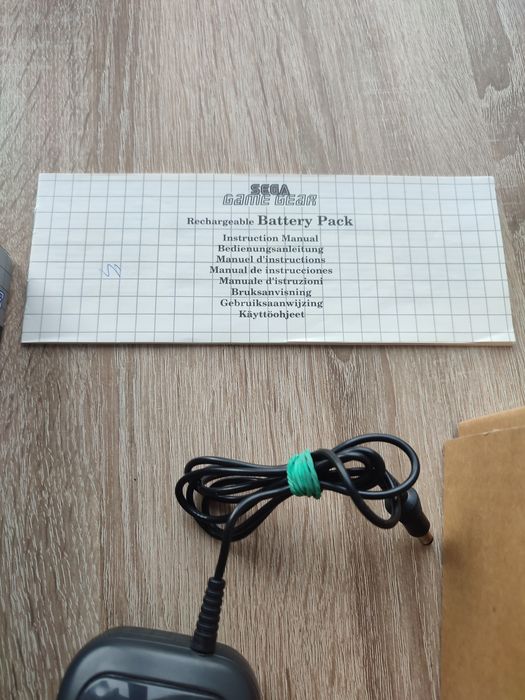 SEGA
GAME GEAR
Rechargeable Battery Pack
Instruction Manual
Bedienungsanleitung
Manuel d'instructions
Manual de instrucciones
Manuale d'istruzioni
Bruksanvisning
Gebruiksaanwijzing
Käyttöohjeet